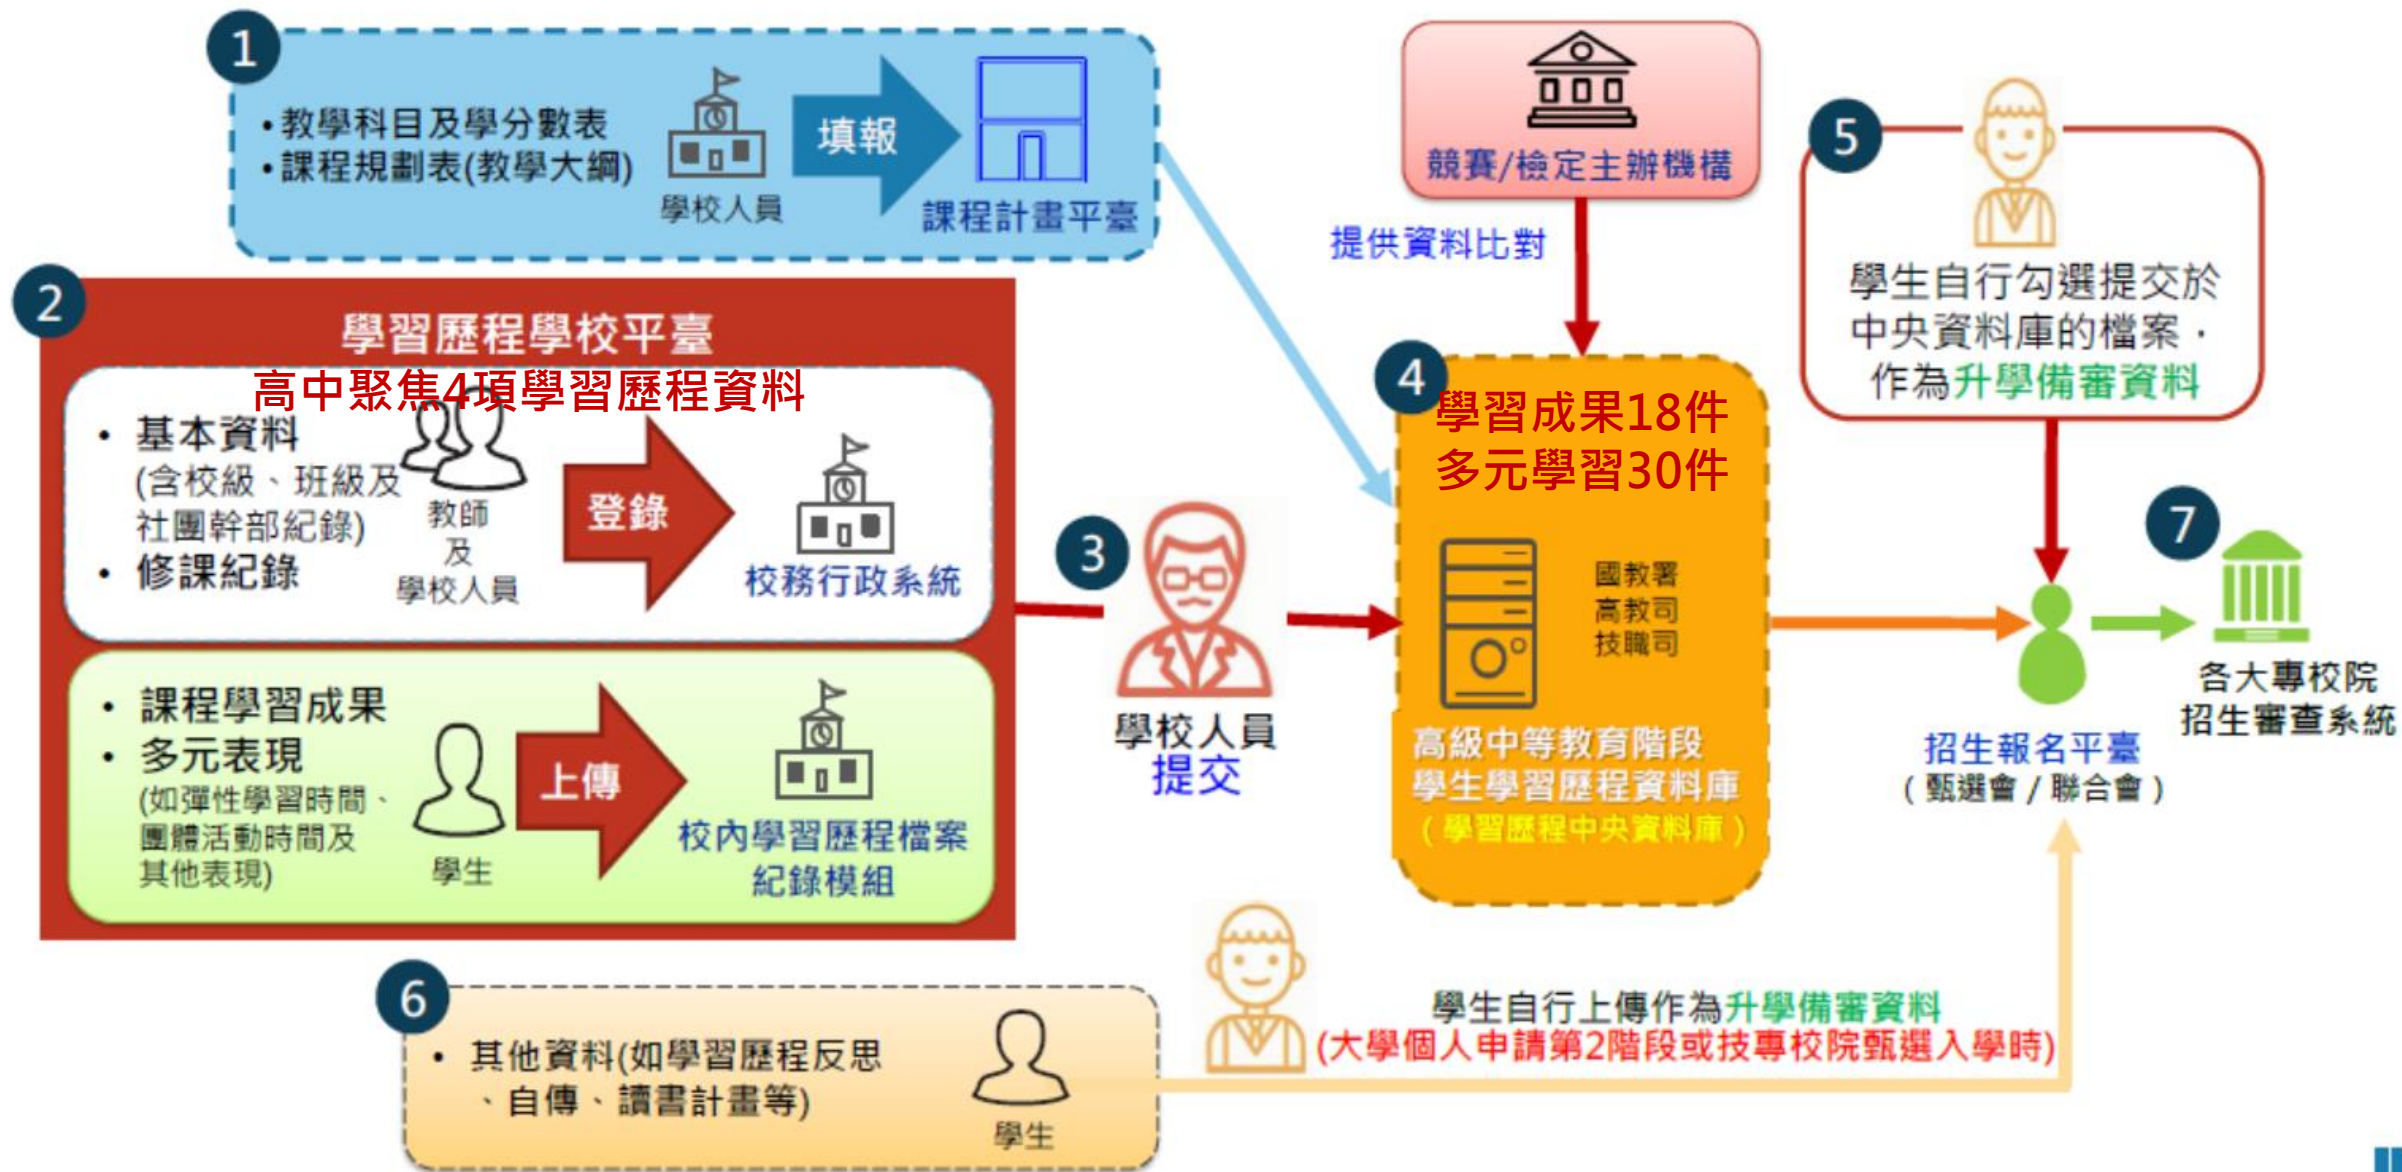 1
•教學科目及學分數表
•課程規劃表(教學大綱)
學校人員
填報
課程計畫平臺
競賽/檢定主辦機構
提供資料比對
2
學習歷程學校平臺
高中聚焦4項學習歷程資料
• 基本資料
(含校級、班級及
社團幹部紀錄)
• 修課紀錄
教師
及
學校人員
登錄
校務行政系統
• 課程學習成果
• 多元表現
(如彈性學習時間、
團體活動時間及
其他表現)
學生
上傳
校內學習歷程檔案
紀錄模組
3
學校人員
提交
4
學習成果18件
多元學習30件
國教署
高教司
技職司
高級中等教育階段
學生學習歷程資料庫
(學習歷程中央資料庫)
5
學生自行勾選提交於
中央資料庫的檔案，
作為升學備審資料
招生報名平臺
(甄選會/聯合會)
6
• 其他資料(如學習歷程反思
、自傳、讀書計畫等)
學生
學生自行上傳作為升學備審資料
(大學個人申請第2階段或技專校院甄選入學時)
7
各大專校院
招生審查系統